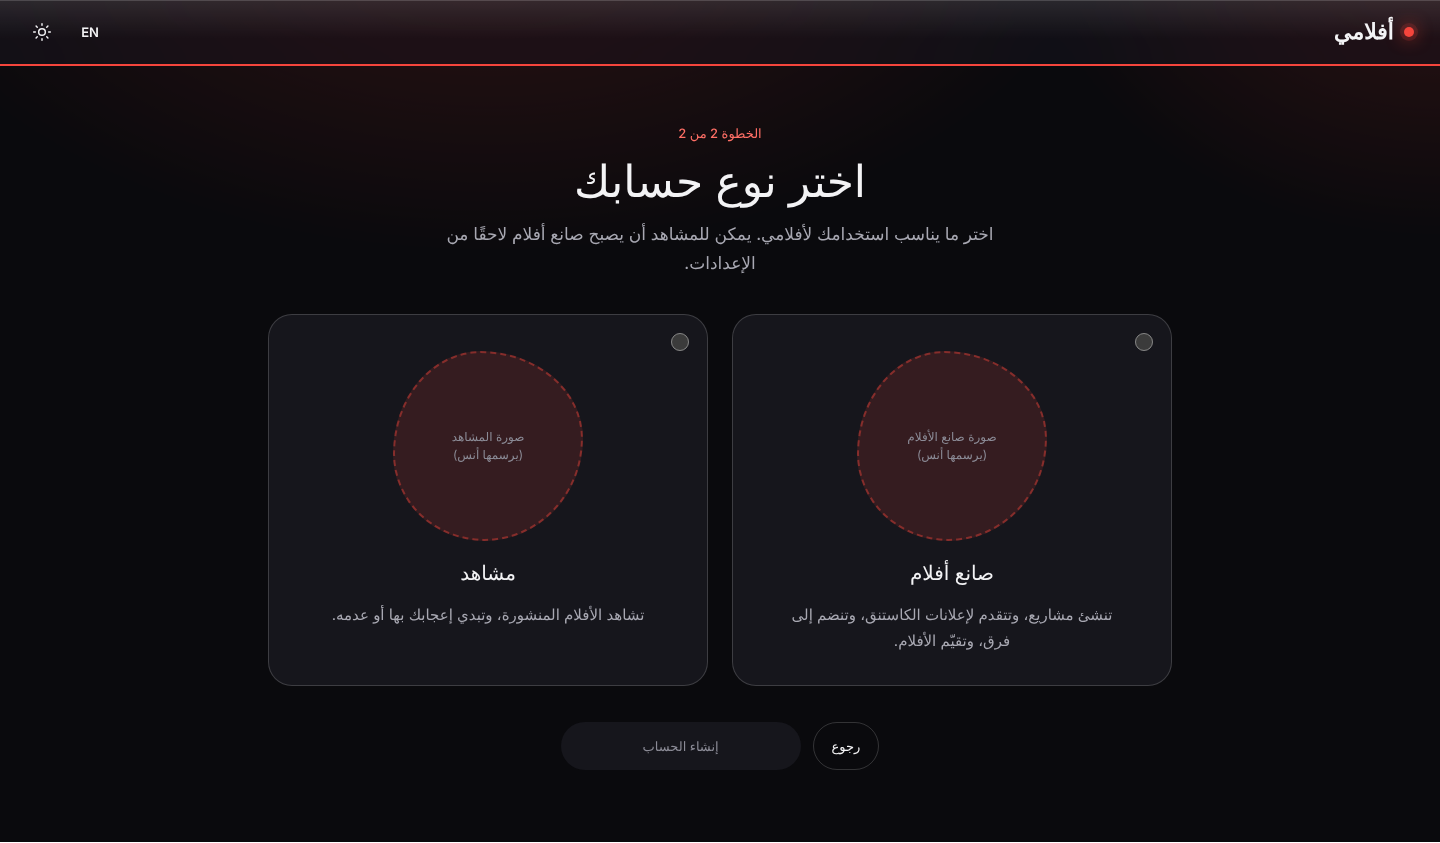 أفلامي
EN
الخطوة 2 من 2
اختر نوع حسابك
اختر ما يناسب استخدامك لأفلامي. يمكن للمشاهد أن يصبح صانع أفلام لاحقًا من
الإعدادات.
صورة صانع الأفلام
(يرسمها أنس)
صانع أفلام
تنشئ مشاريع، وتتقدم لإعلانات الكاستنق، وتنضم إلى
فرق، وتقيّم الأفلام.
صورة المشاهد
(يرسمها أنس)
مشاهد
تشاهد الأفلام المنشورة، وتبدي إعجابك بها أو عدمه.
رجوع
إنشاء الحساب